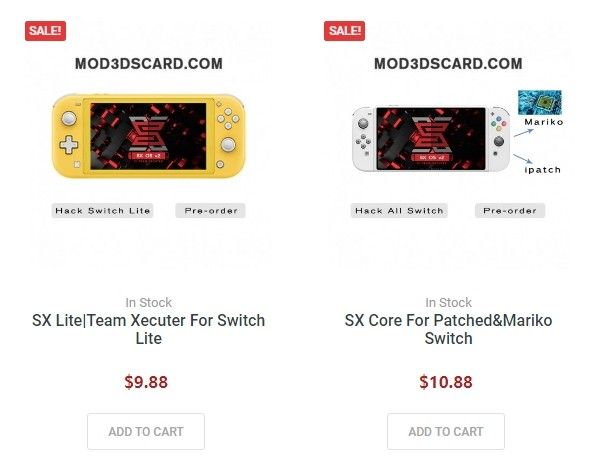 SALE!
MOD3DSCARD.COM
SX OS v2
Hack Switch Lite
Pre-order
In Stock
SX Lite|Team Xecuter For Switch
Lite
$9.88
ADD TO CART
SALE!
MOD3DSCARD.COM
SX OS v2
Mariko
ipatch
Hack All Switch
Pre-order
In Stock
SX Core For Patched&Mariko
Switch
$10.88
ADD TO CART